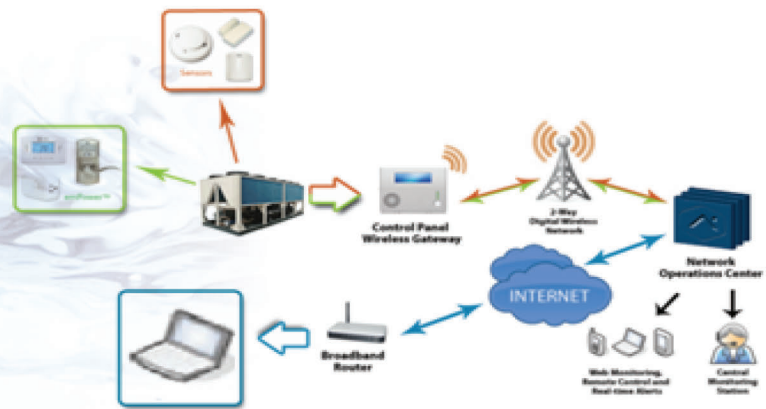 Sensors
Control Panel
Wireless Gateway
2-Way
Digital Wireless
Network
Network
Operations Center
INTERNET
Broadband
Router
Web Monitoring,
Remote Control and
Real-time Alerts
Central
Monitoring
Station